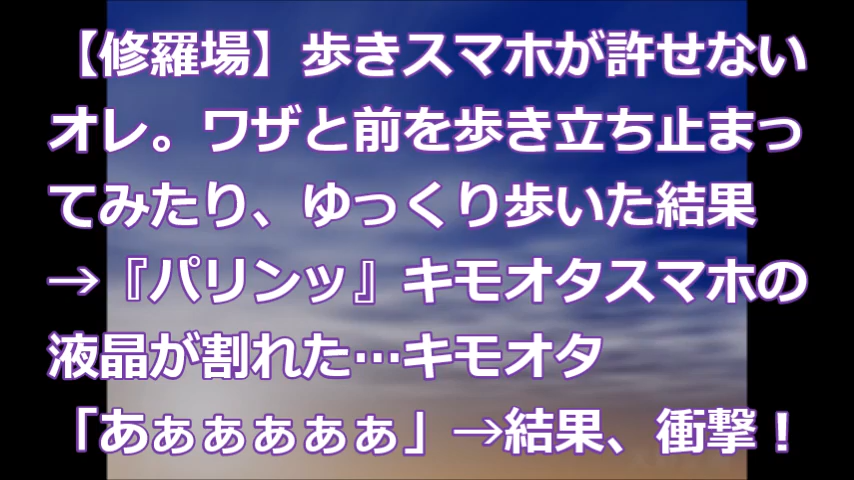 【修羅場】歩きスマホが許せない
オレ。ワザと前を歩き立ち止まっ
てみたり、ゆっくり歩いた結果
→『パリンッ』キモオタスマホの
液晶が割れた…キモオタ
「あぁぁぁぁぁ」→結果、衝撃！